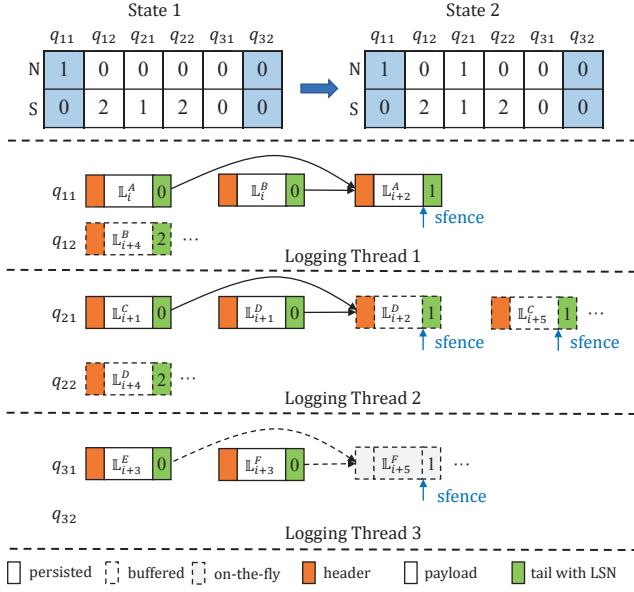 State 1 State 2
q₁₁ q₁₂ q₂₁ q₂₂ q₃₁ q₃₂ q₁₁ q₁₂ q₂₁ q₂₂ q₃₁ q₃₂
N 1 0 0 0 0 0 N 1 0 1 0 0 0
S 0 2 1 2 0 0 S 0 2 1 2 0 0
q₁₁ 𝕃ᵢᴬ 0 𝕃ᵢᴮ 0 𝕃ᵢ₊₂ᴬ 1
sfence
q₁₂ 𝕃ᵢ₊₄ᴮ 2 ⋯
Logging Thread 1
q₂₁ 𝕃ᵢ₊₁ᶜ 0 𝕃ᵢ₊₁ᴰ 0 𝕃ᵢ₊₂ᴰ 1 𝕃ᵢ₊₅ᶜ 1 ⋯
sfence sfence
q₂₂ 𝕃ᵢ₊₄ᴰ 2 ⋯
Logging Thread 2
q₃₁ 𝕃ᵢ₊₃ᴱ 0 𝕃ᵢ₊₃ꟳ 0 𝕃ᵢ₊₅ꟳ 1 ⋯
sfence
q₃₂
Logging Thread 3
persisted buffered on-the-fly header payload tail with LSN